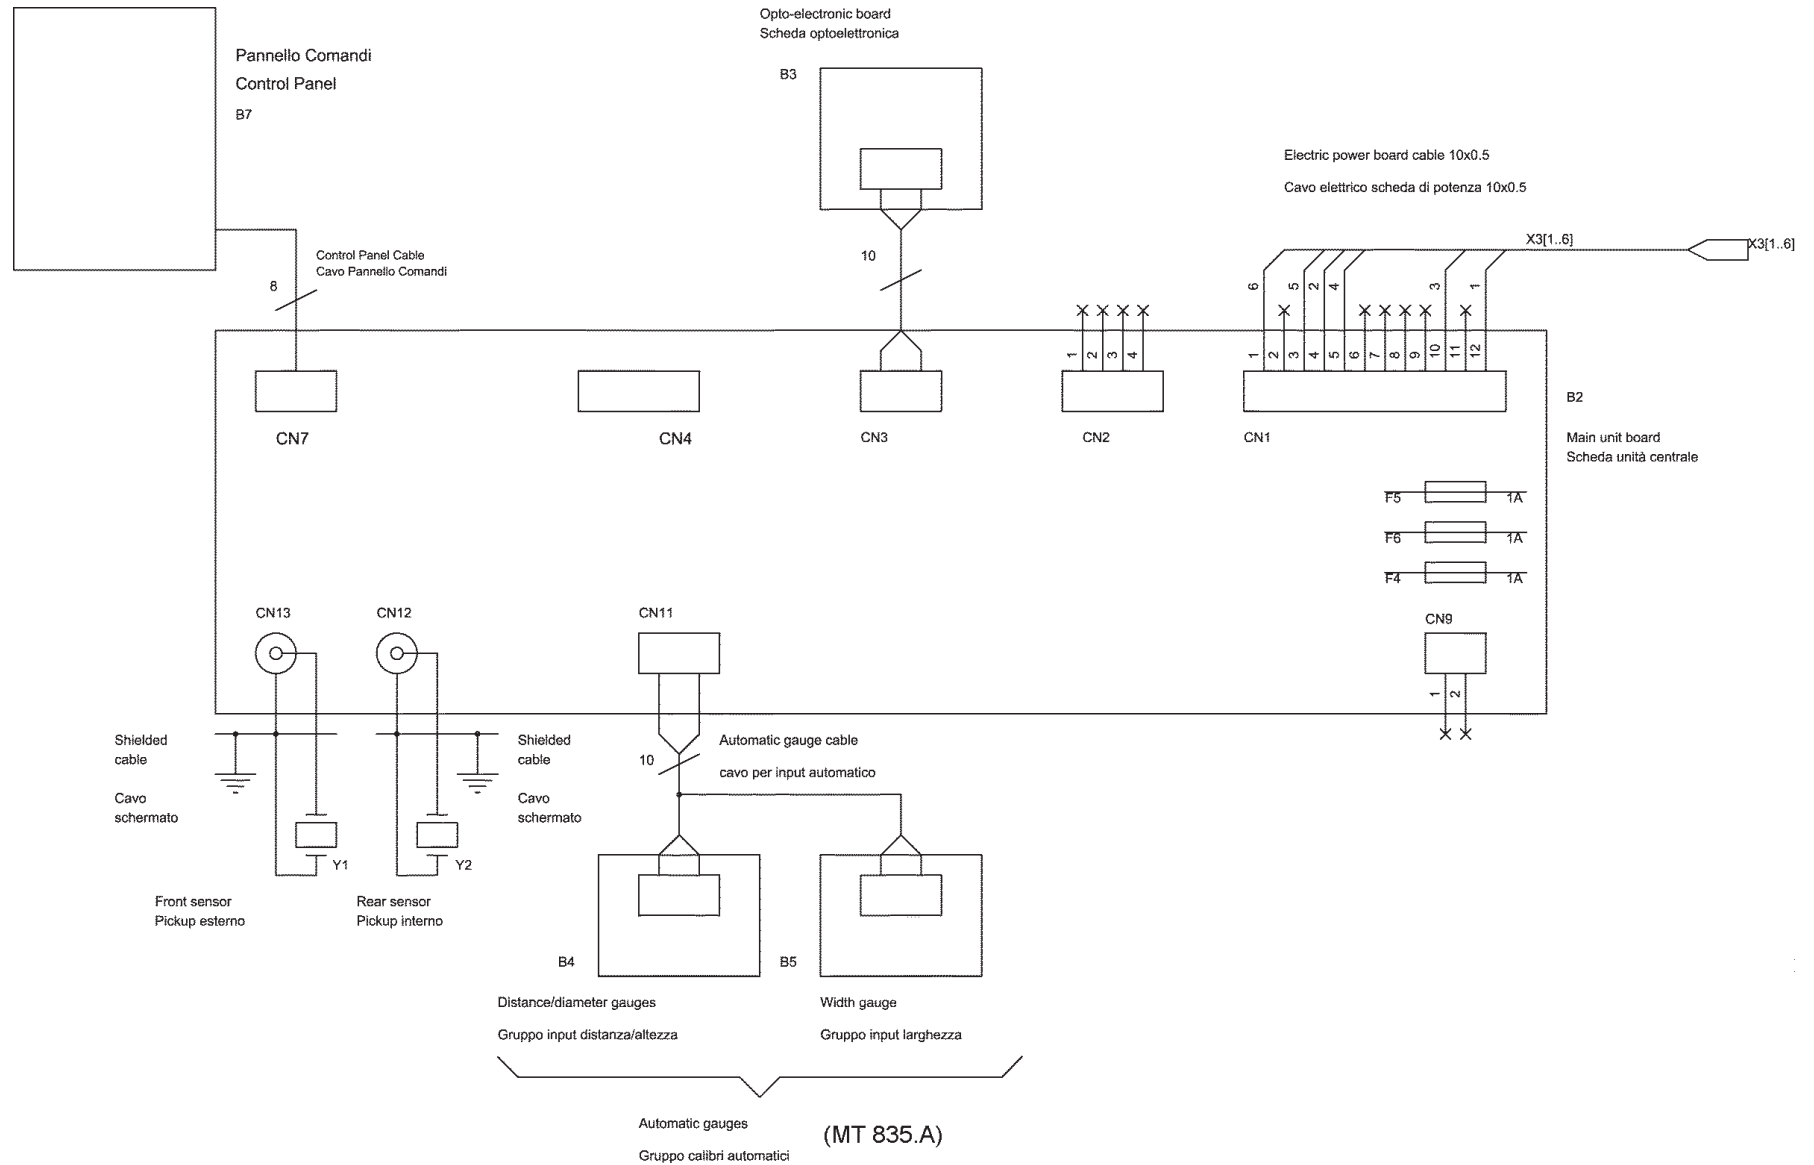 Opto-electronic board
Scheda optoelettronica
B3
Pannello Comandi
Control Panel
B7
Electric power board cable 10x0.5
Cavo elettrico scheda di potenza 10x0.5
X3[1..6]
X3[1..6]
Control Panel Cable
Cavo Pannello Comandi
8
10
6 5 2 4 3 1
1 2 3 4
1 2 3 4 5 6 7 8 9 10 11 12
CN7
CN4
CN3
CN2
CN1
B2
Main unit board
Scheda unità centrale
F5 1A
F6 1A
F4 1A
CN13
CN12
CN11
CN9
1 2
Shielded
cable
Cavo
schermato
Shielded
cable
Cavo
schermato
10
Automatic gauge cable
cavo per input automatico
Y1
Y2
Front sensor
Pickup esterno
Rear sensor
Pickup interno
B4
B5
Distance/diameter gauges
Gruppo input distanza/altezza
Width gauge
Gruppo input larghezza
Automatic gauges
Gruppo calibri automatici
(MT 835.A)